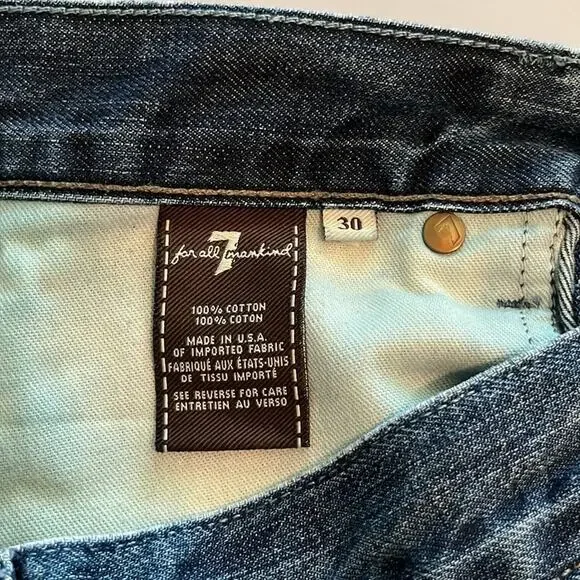 for all 7 mankind
30
100% COTTON
100% COTON
MADE IN U.S.A.
OF IMPORTED FABRIC
FABRIQUÉ AUX ÉTATS-UNIS
DE TISSU IMPORTÉ
SEE REVERSE FOR CARE
ENTRETIEN AU VERSO